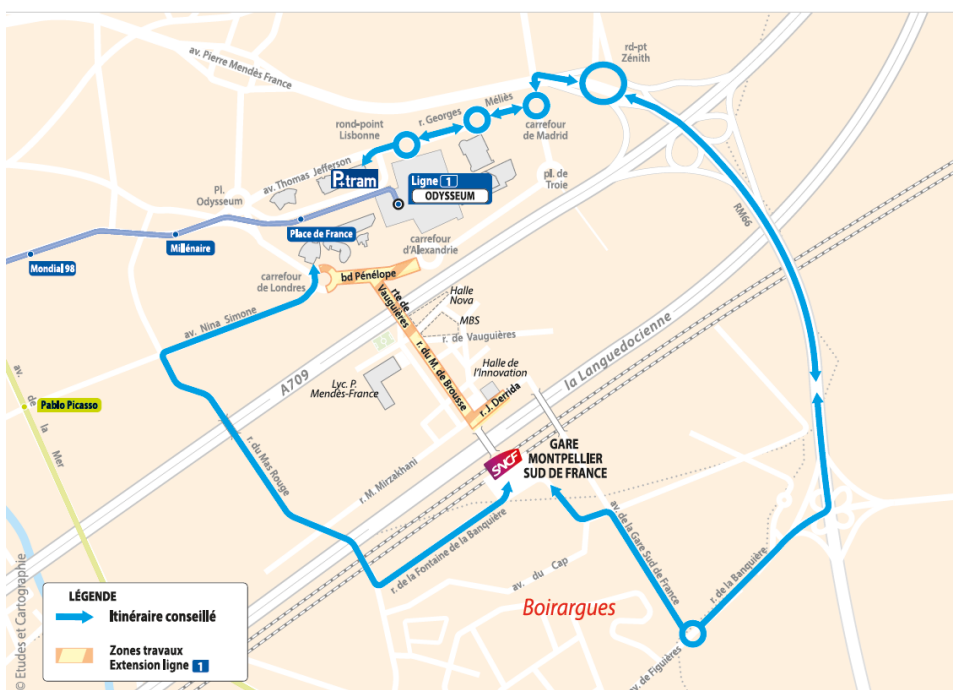 av. Pierre Mendès France
rd-pt
Zénith
r. Georges
Méliès
rond-point
Lisbonne
carrefour
de Madrid
av. Thomas Jefferson
P+tram
Ligne 1
ODYSSEUM
pl. de
Troie
Pl.
Odysseum
RM66
Place de France
Millénaire
Mondial 98
carrefour
d'Alexandrie
carrefour
de Londres
bd Pénélope
rte de
Vauguières
Halle
Nova
MBS
r. de Vauguières
av. Nina Simone
la Languedocienne
A709
r. du M. de Brousse
Halle de
l'Innovation
Lyc. P.
Mendès-France
r. J. Derrida
av. de la Mer
Pablo Picasso
r. du Mas Rouge
r. M. Mirzakhani
SNCF
GARE
MONTPELLIER
SUD DE FRANCE
r. de la Fontaine de la Banquière
av. de la Gare Sud de France
av. du Cap
r. de la Banquière
Boirargues
av. de Figuières
LÉGENDE
Itinéraire conseillé
Zones travaux
Extension ligne 1
© Etudes et Cartographie